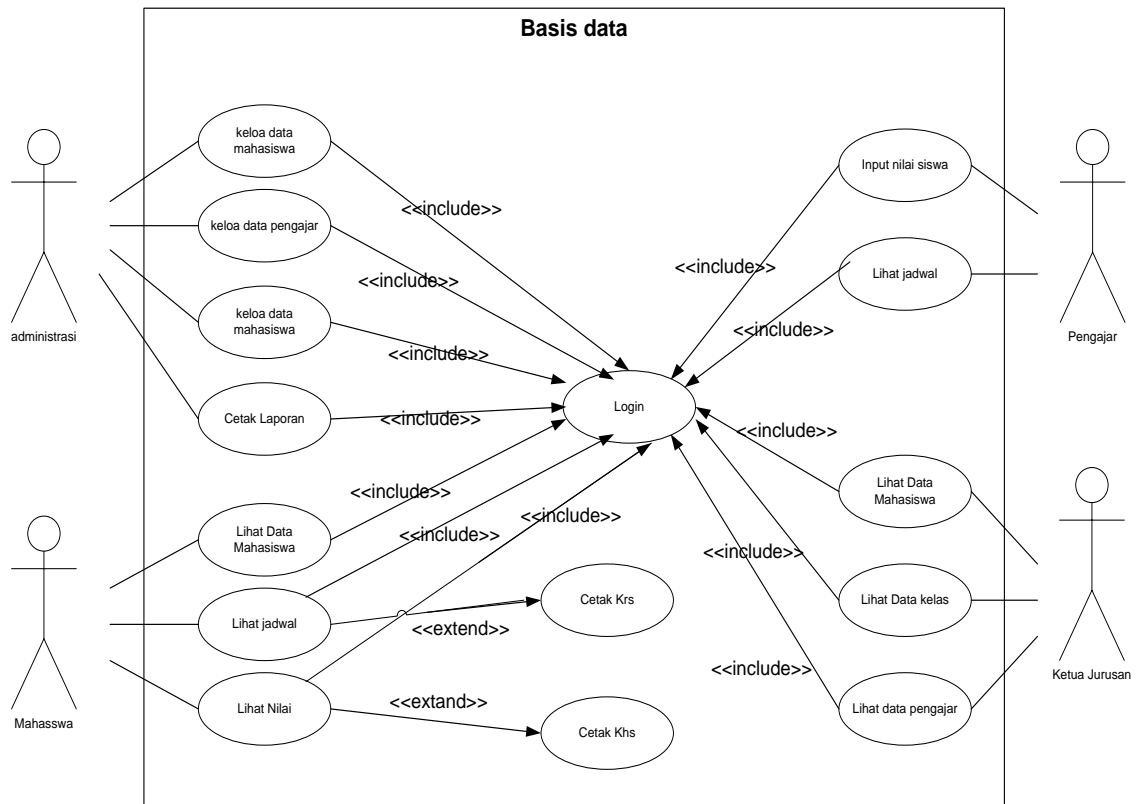 Basis data
keloa data
mahasiswa
Input nilai siswa
<<include>>
keloa data pengajar
<<include>>
Lihat jadwal
<<include>>
keloa data
mahasiswa
<<include>>
administrasi
Pengajar
<<include>>
Cetak Laporan
<<include>>
Login
<<include>>
Lihat Data
Mahasiswa
<<include>>
Lihat Data
Mahasiswa
<<include>>
<<include>>
<<include>>
Cetak Krs
Lihat Data kelas
Lihat jadwal
<<extend>>
<<include>>
Ketua Jurusan
Lihat Nilai
<<extand>>
Lihat data pengajar
Mahasswa
Cetak Khs